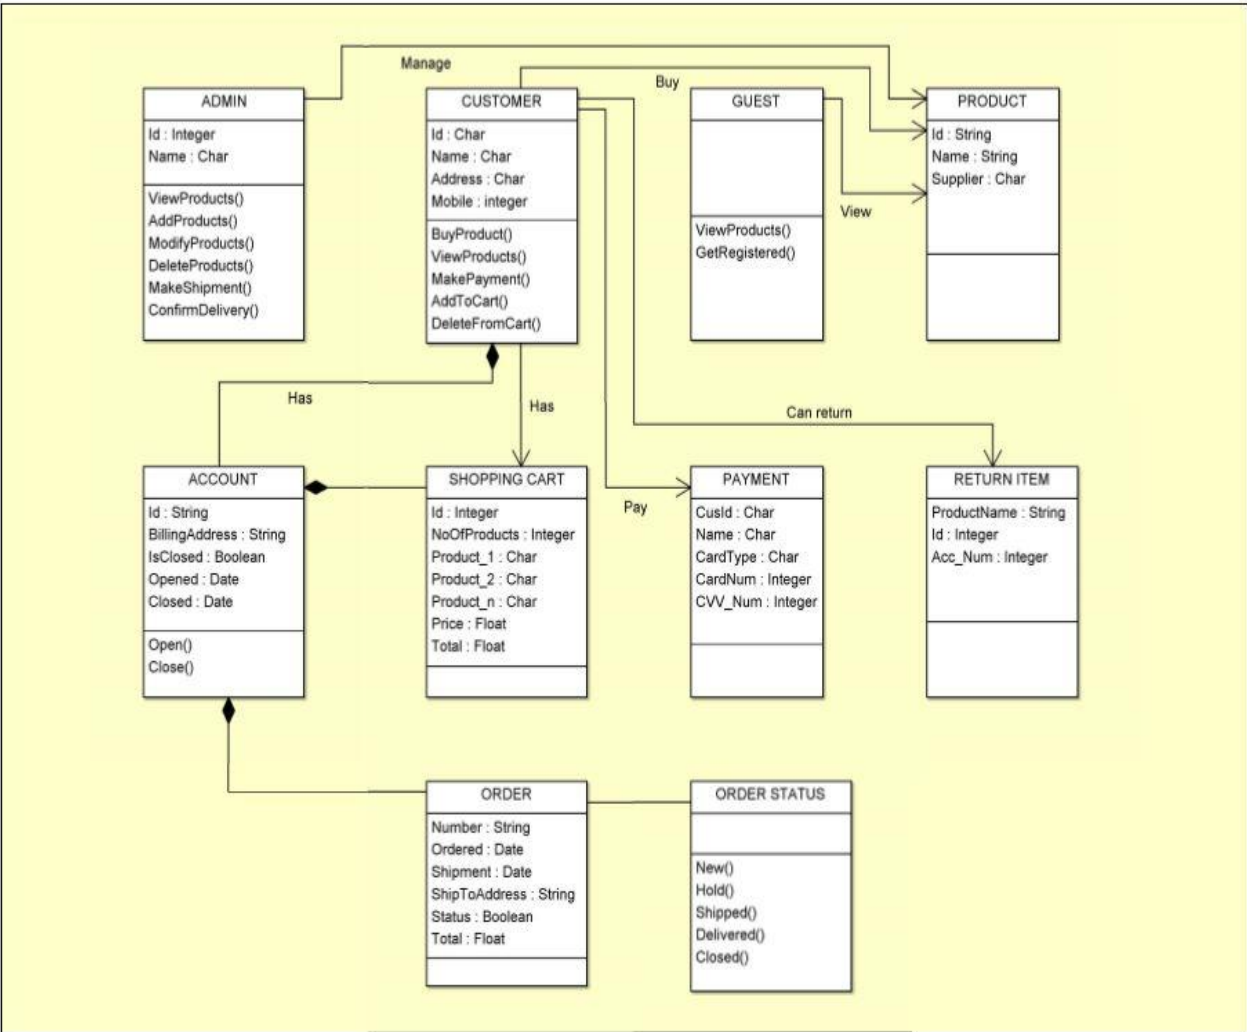 Manage
Buy
ADMIN
Id : Integer
Name : Char
ViewProducts()
AddProducts()
ModifyProducts()
DeleteProducts()
MakeShipment()
ConfirmDelivery()
CUSTOMER
Id : Char
Name : Char
Address : Char
Mobile : integer
BuyProduct()
ViewProducts()
MakePayment()
AddToCart()
DeleteFromCart()
GUEST
ViewProducts()
GetRegistered()
View
PRODUCT
Id : String
Name : String
Supplier : Char
Has
Has
Can return
Pay
ACCOUNT
Id : String
BillingAddress : String
IsClosed : Boolean
Opened : Date
Closed : Date
Open()
Close()
SHOPPING CART
Id : Integer
NoOfProducts : Integer
Product_1 : Char
Product_2 : Char
Product_n : Char
Price : Float
Total : Float
PAYMENT
CusId : Char
Name : Char
CardType : Char
CardNum : Integer
CVV_Num : Integer
RETURN ITEM
ProductName : String
Id : Integer
Acc_Num : Integer
ORDER
Number : String
Ordered : Date
Shipment : Date
ShipToAddress : String
Status : Boolean
Total : Float
ORDER STATUS
New()
Hold()
Shipped()
Delivered()
Closed()